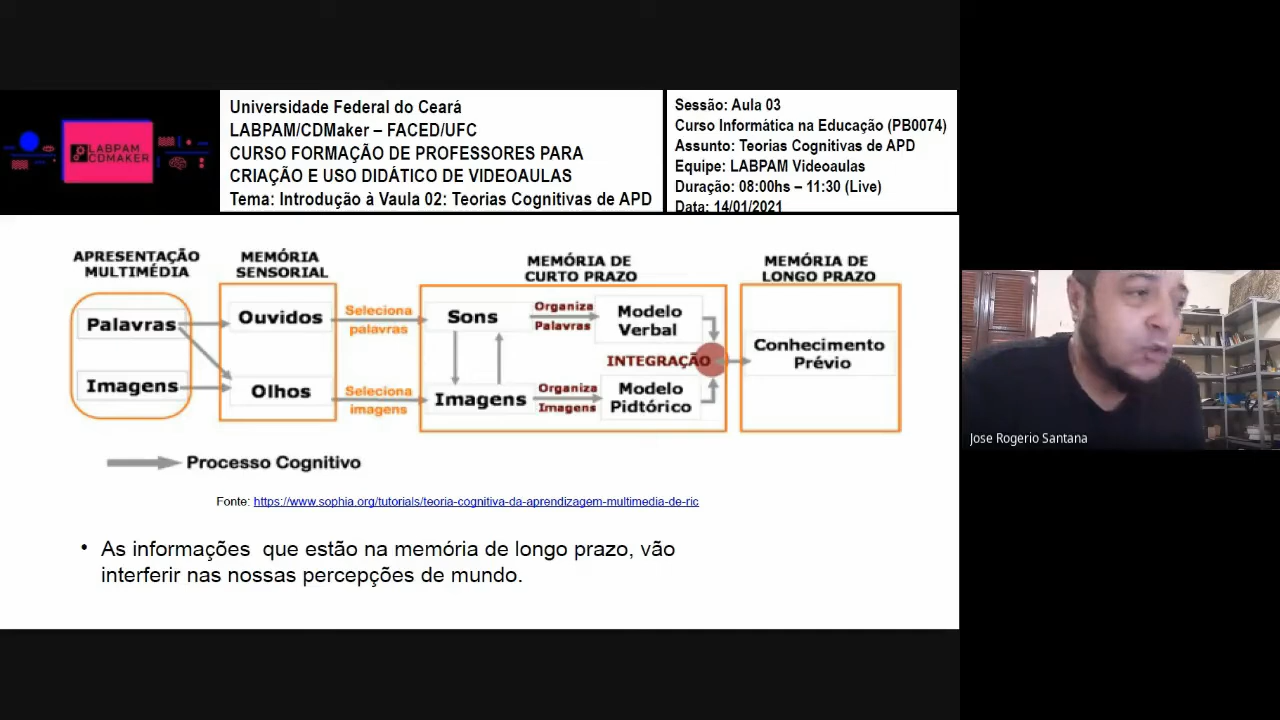 LABPAM
CDMAKER
Universidade Federal do Ceará
LABPAM/CDMaker – FACED/UFC
CURSO FORMAÇÃO DE PROFESSORES PARA
CRIAÇÃO E USO DIDÁTICO DE VIDEOAULAS
Tema: Introdução à Vaula 02: Teorias Cognitivas de APD
Sessão: Aula 03
Curso Informática na Educação (PB0074)
Assunto: Teorias Cognitivas de APD
Equipe: LABPAM Videoaulas
Duração: 08:00hs – 11:30 (Live)
Data: 14/01/2021
APRESENTAÇÃO
MULTIMÉDIA
Palavras
Imagens
MEMÓRIA
SENSORIAL
Ouvidos
Olhos
Seleciona
palavras
Seleciona
imagens
MEMÓRIA DE
CURTO PRAZO
Sons
Imagens
Organiza
Palavras
Organiza
Imagens
Modelo
Verbal
INTEGRAÇÃO
Modelo
Pidtórico
MEMÓRIA DE
LONGO PRAZO
Conhecimento
Prévio
Processo Cognitivo
Fonte: https://www.sophia.org/tutorials/teoria-cognitiva-da-aprendizagem-multimedia-de-ric
• As informações que estão na memória de longo prazo, vão
interferir nas nossas percepções de mundo.
Jose Rogerio Santana